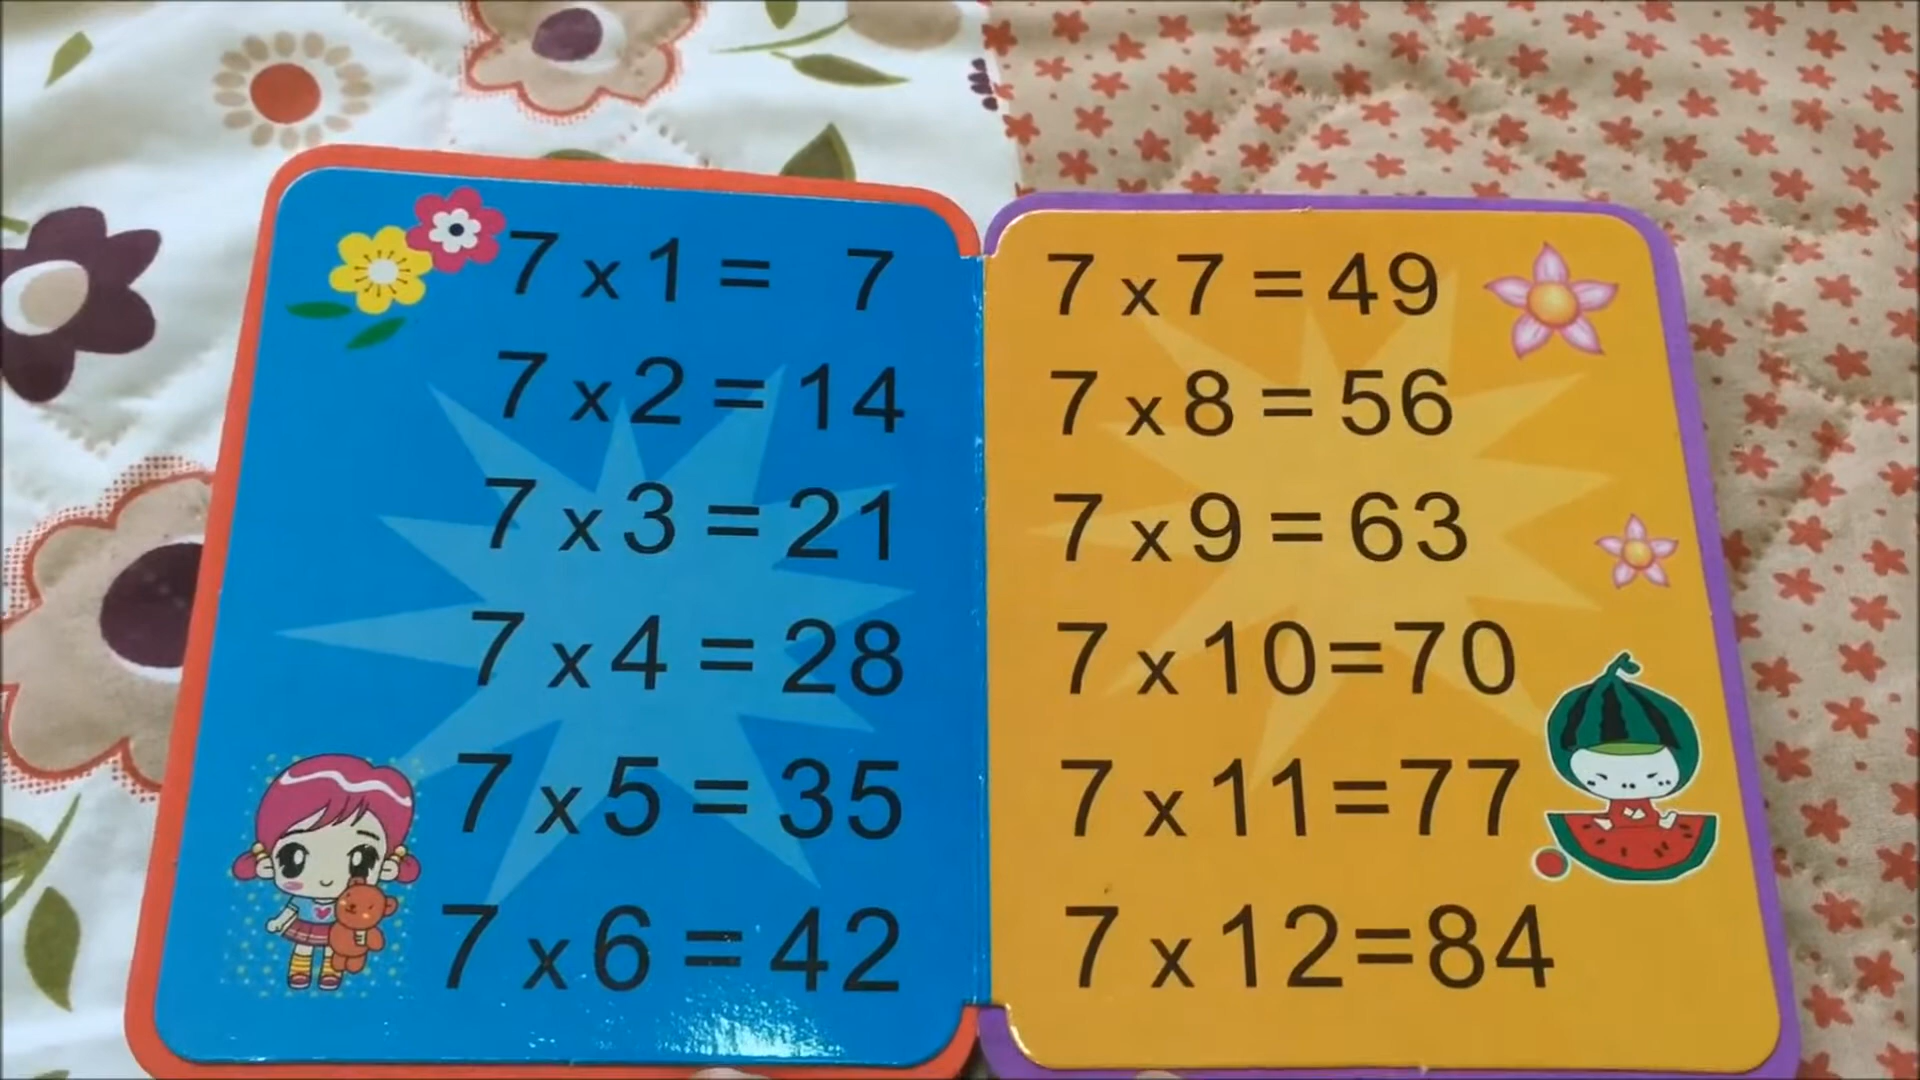 7 x 1 = 7
7 x 2 = 14
7 x 3 = 21
7 x 4 = 28
7 x 5 = 35
7 x 6 = 42
7 x 7 = 49
7 x 8 = 56
7 x 9 = 63
7 x 10=70
7 x 11=77
7 x 12=84